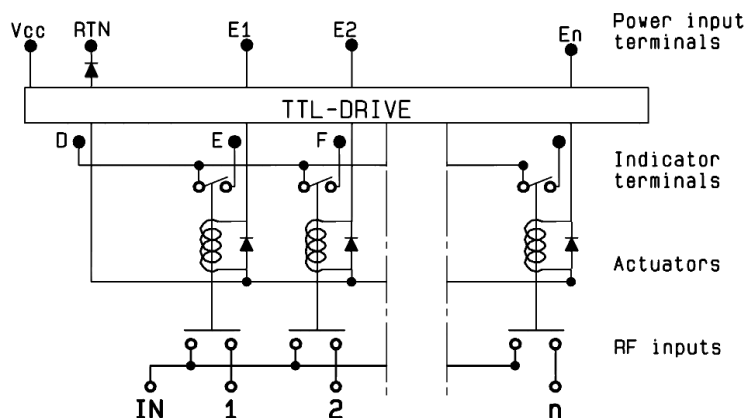 Vcc RTN E1 E2 En Power input
terminals
TTL-DRIVE
D E F Indicator
terminals
Actuators
RF inputs
IN 1 2 n